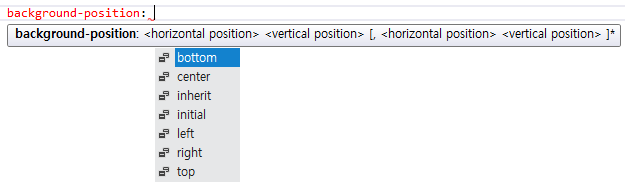 background-position:
background-position: <horizontal position> <vertical position> [, <horizontal position> <vertical position> ]*
bottom
center
inherit
initial
left
right
top